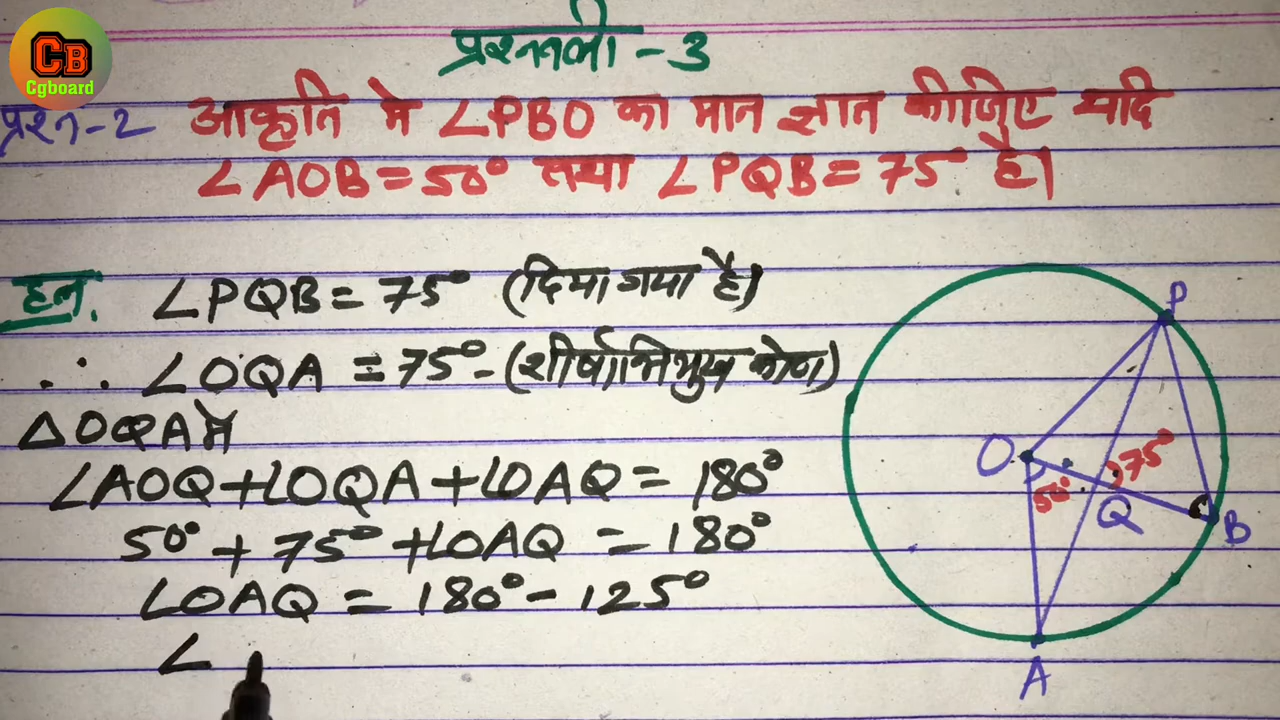 CB
Cgboard
प्रश्नावली - 3
प्रश्न-2 आकृति मे ∠PBO का मान ज्ञात कीजिए यदि
∠AOB = 50° तथा ∠PQB = 75° है।
हल. ∠PQB = 75° (दिया गया है)
∴ ∠OQA = 75° - (शीर्षाभिमुख कोण)
△OQA में
∠AOQ + ∠OQA + ∠OAQ = 180°
50° + 75° + ∠OAQ = 180°
∠OAQ = 180° - 125°
∠
P
O
75°
50°
Q
B
A